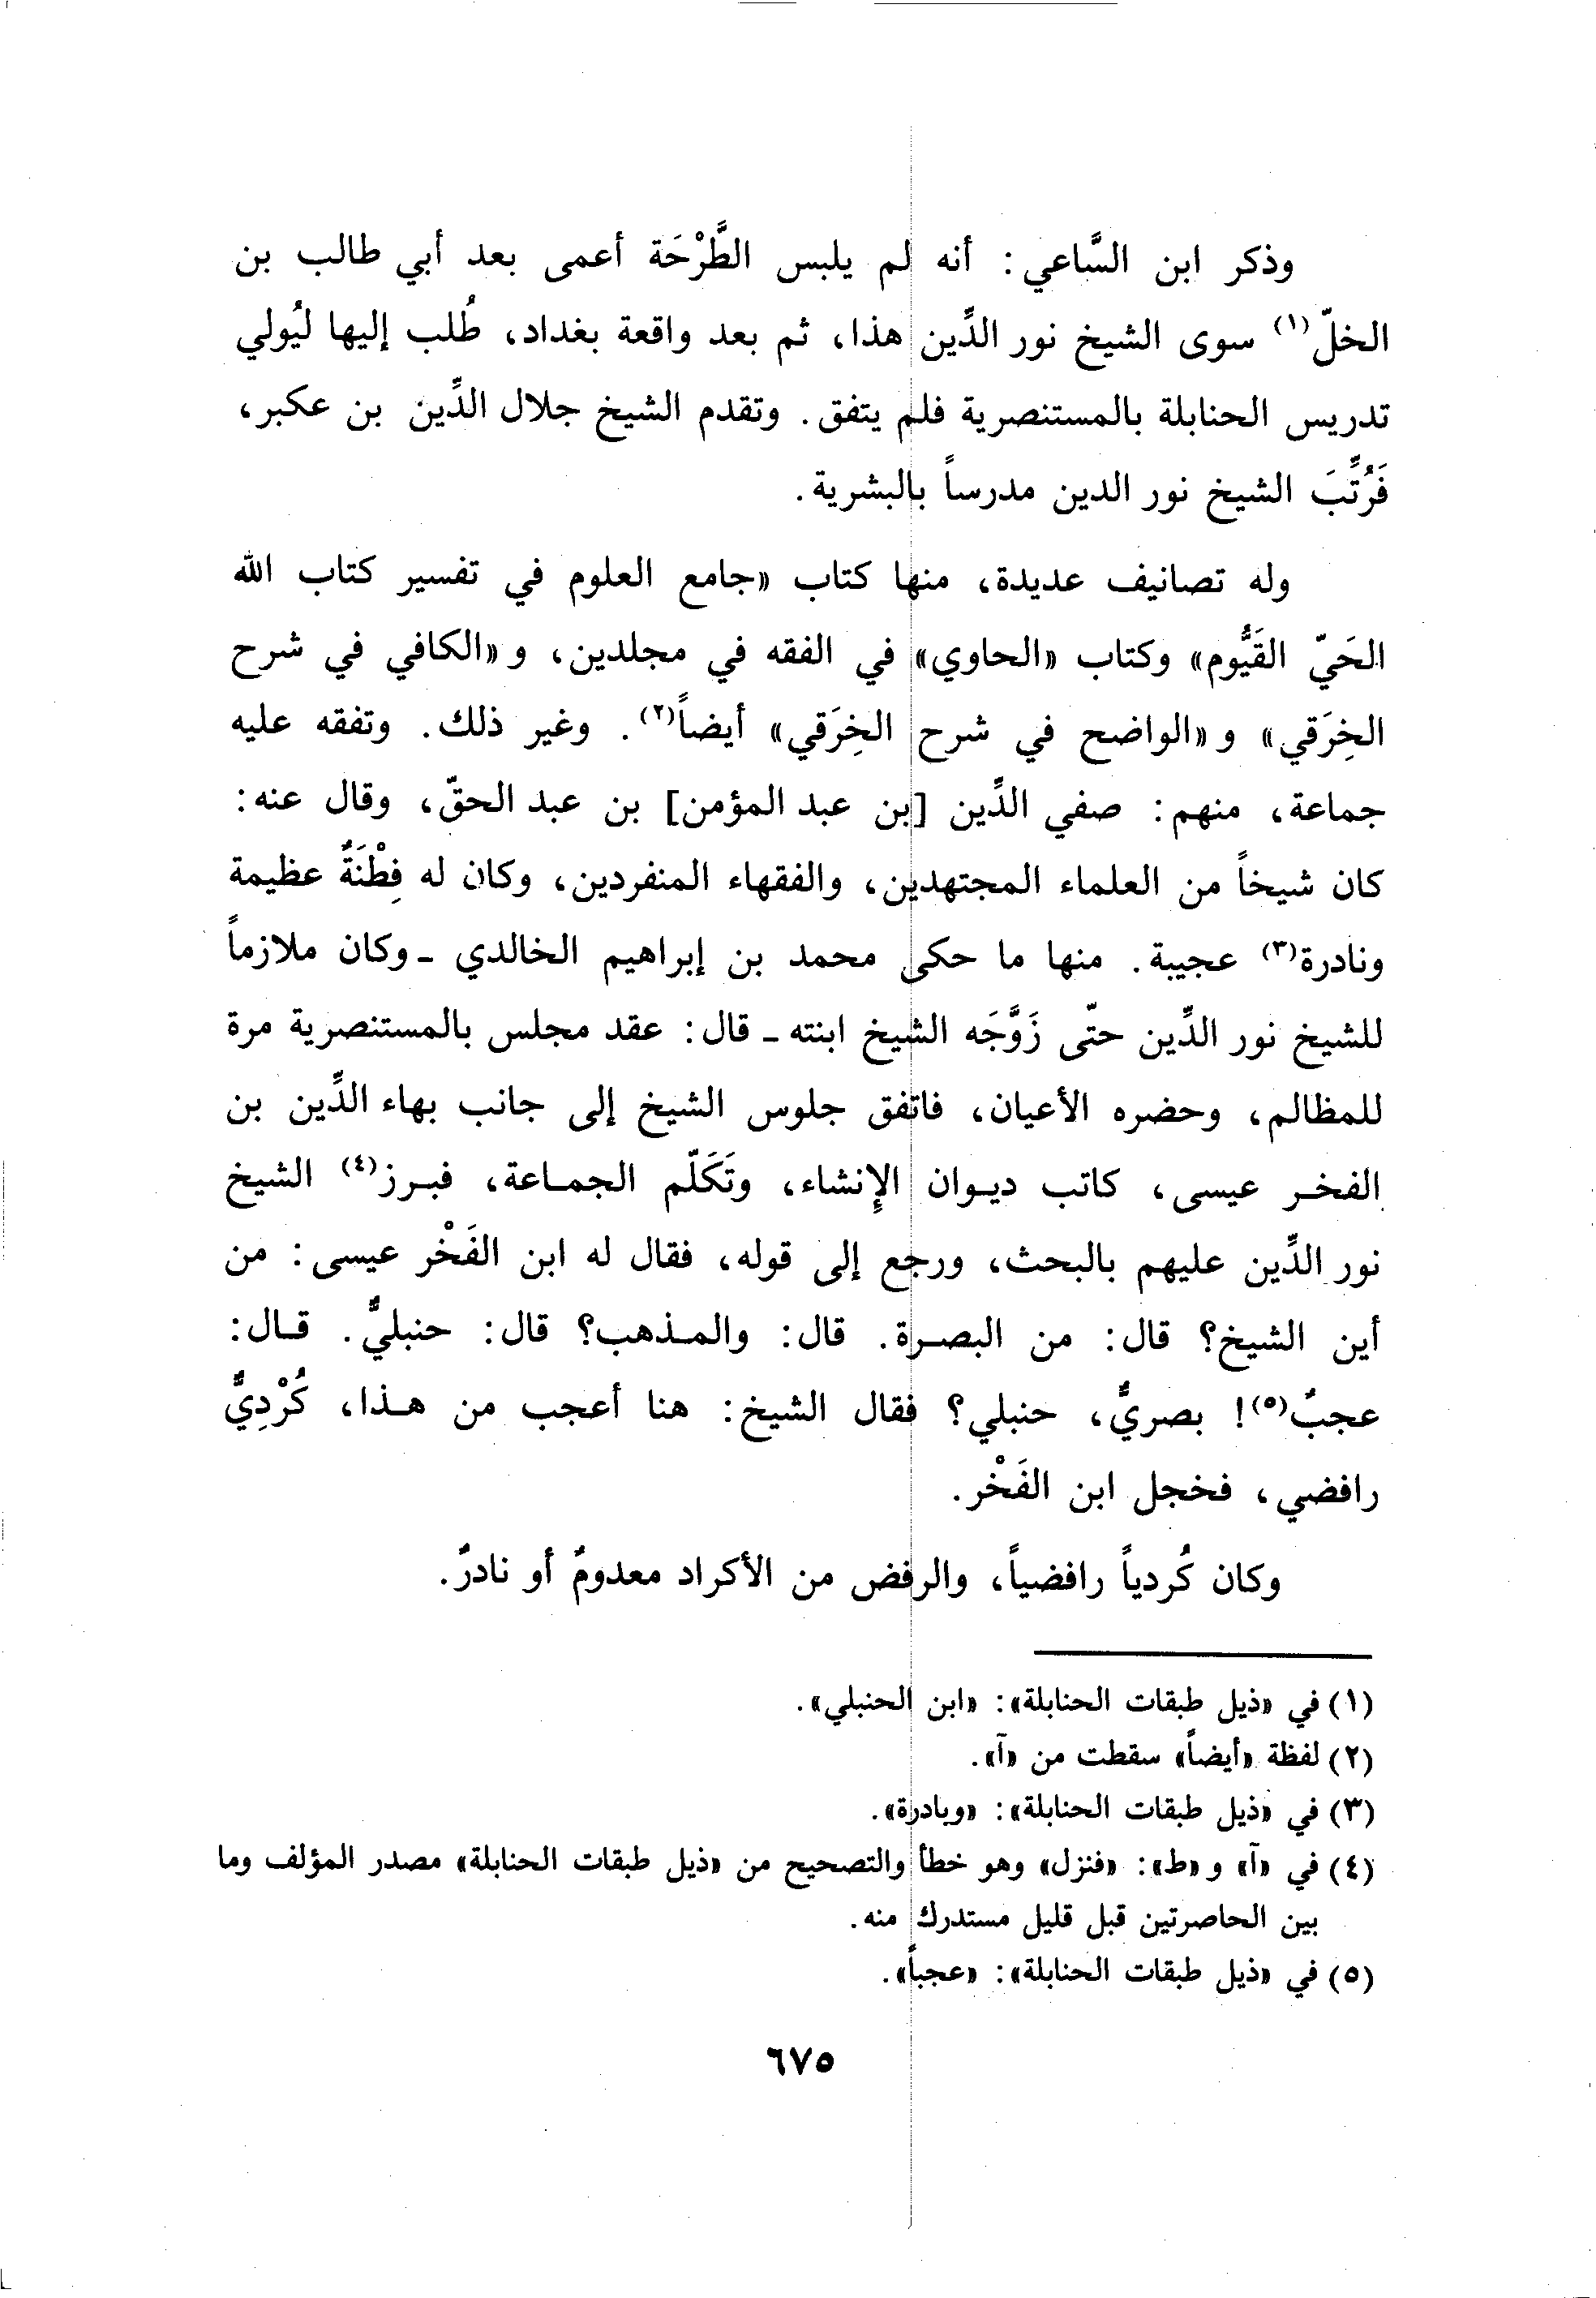 وذكر ابن السَّاعي: أنه لم يلبس الطَّرْحَة أعمى بعد أبي طالب بن
الخلّ(١) سوى الشيخ نور الدِّين هذا، ثم بعد واقعة بغداد، طُلب إليها ليُولي
تدريس الحنابلة بالمستنصرية فلم يتفق. وتقدم الشيخ جلال الدِّين بن عكبر،
فَرُتِّبَ الشيخ نور الدين مدرساً بالبشرية.
وله تصانيف عديدة، منها كتاب «جامع العلوم في تفسير كتاب الله
الحَيّ القَيُّوم» وكتاب «الحاوي» في الفقه في مجلدين، و«الكافي في شرح
الخِرَقي» و«الواضح في شرح الخِرَقي» أيضاً(٢). وغير ذلك. وتفقه عليه
جماعة، منهم: صفي الدِّين [بن عبد المؤمن] بن عبد الحقّ، وقال عنه:
كان شيخاً من العلماء المجتهدين، والفقهاء المنفردين، وكان له فِطْنَةٌ عظيمة
ونادرة(٣) عجيبة. منها ما حكى محمد بن إبراهيم الخالدي ـ وكان ملازماً
للشيخ نور الدِّين حتّى زَوَّجَه الشيخ ابنته ـ قال: عقد مجلس بالمستنصرية مرة
للمظالم، وحضره الأعيان، فاتفق جلوس الشيخ إلى جانب بهاء الدِّين بن
الفخر عيسى، كاتب ديوان الإنشاء، وتَكَلّم الجماعة، فبرز(٤) الشيخ
نور الدِّين عليهم بالبحث، ورجع إلى قوله، فقال له ابن الفَخْر عيسى: من
أين الشيخ؟ قال: من البصرة. قال: والمذهب؟ قال: حنبليٌّ. قال:
عجبٌ(٥)! بصريٌّ، حنبلي؟ فقال الشيخ: هنا أعجب من هذا، كُرْدِيٌّ
رافضي، فخجل ابن الفَخْر.
وكان كُردياً رافضياً، والرفض من الأكراد معدومٌ أو نادرٌ.
(١) في «ذيل طبقات الحنابلة»: «ابن الحنبلي».
(٢) لفظة «أيضاً» سقطت من «آ».
(٣) في «ذيل طبقات الحنابلة»: «وبادرة».
(٤) في «آ» و«ط»: «فنزل» وهو خطأ والتصحيح من «ذيل طبقات الحنابلة» مصدر المؤلف وما
بين الحاصرتين قبل قليل مستدرك منه.
(٥) في «ذيل طبقات الحنابلة»: «عجباً».
٦٧٥